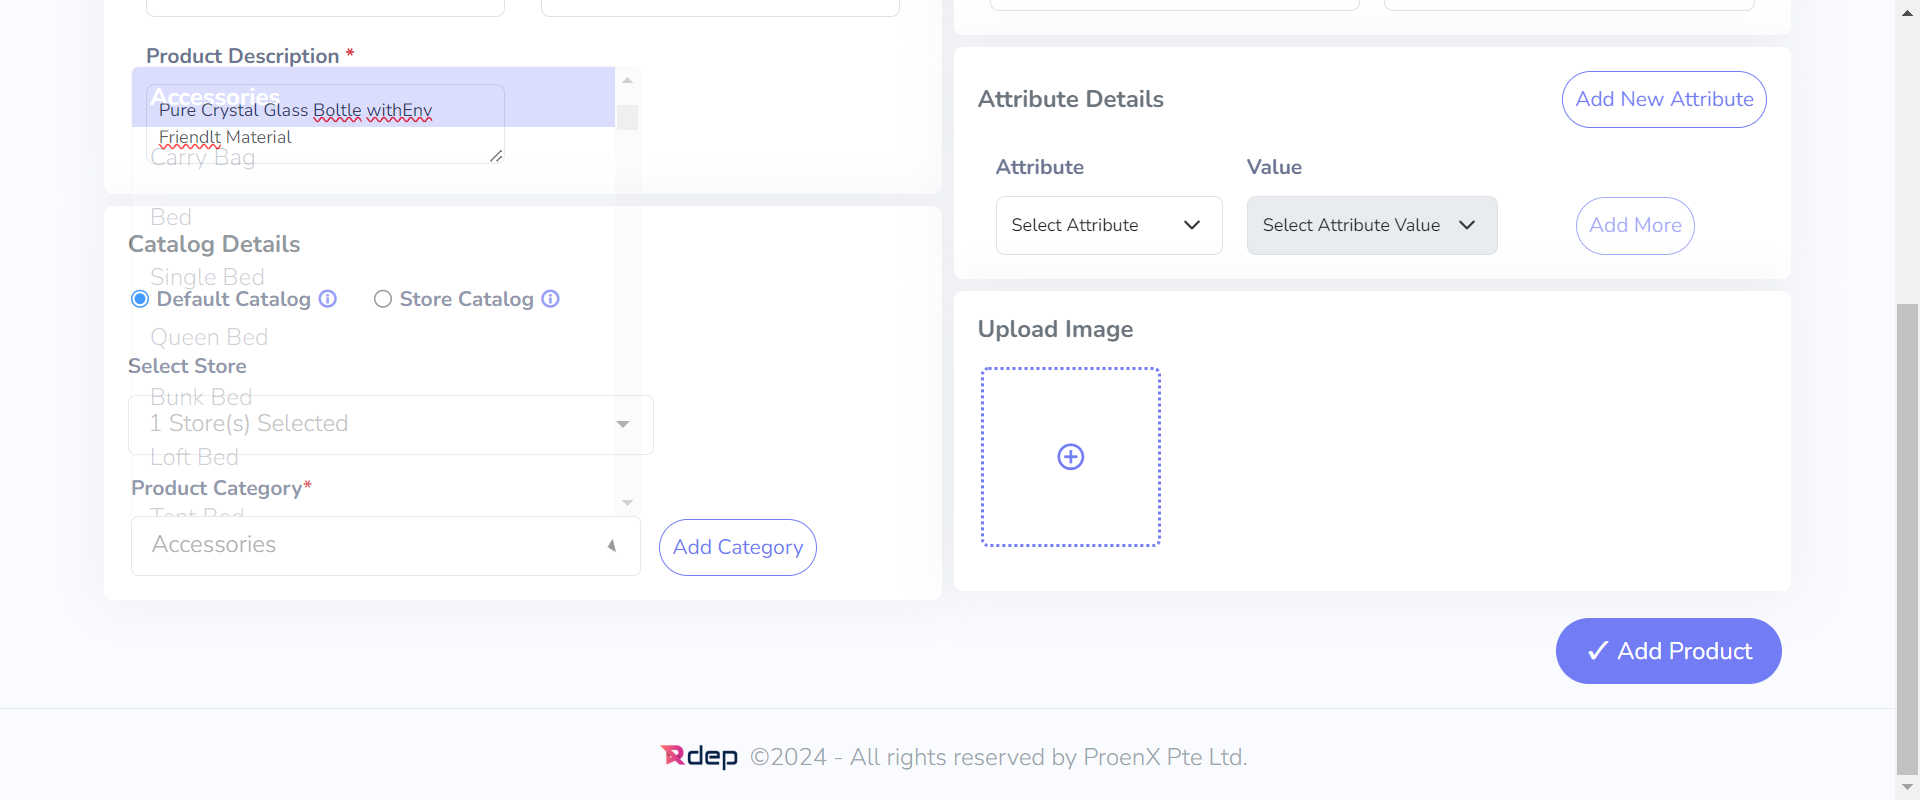 Product Description *
Accessories
Pure Crystal Glass Boltle withEnv
Friendlt Material
Carry Bag
Bed
Catalog Details
Single Bed
Default Catalog
Store Catalog
Queen Bed
Select Store
Bunk Bed
1 Store(s) Selected
Loft Bed
Product Category*
Tent Bed
Accessories
Add Category
Attribute Details
Add New Attribute
Attribute
Value
Select Attribute
Select Attribute Value
Add More
Upload Image
✓ Add Product
Rdep ©2024 - All rights reserved by ProenX Pte Ltd.